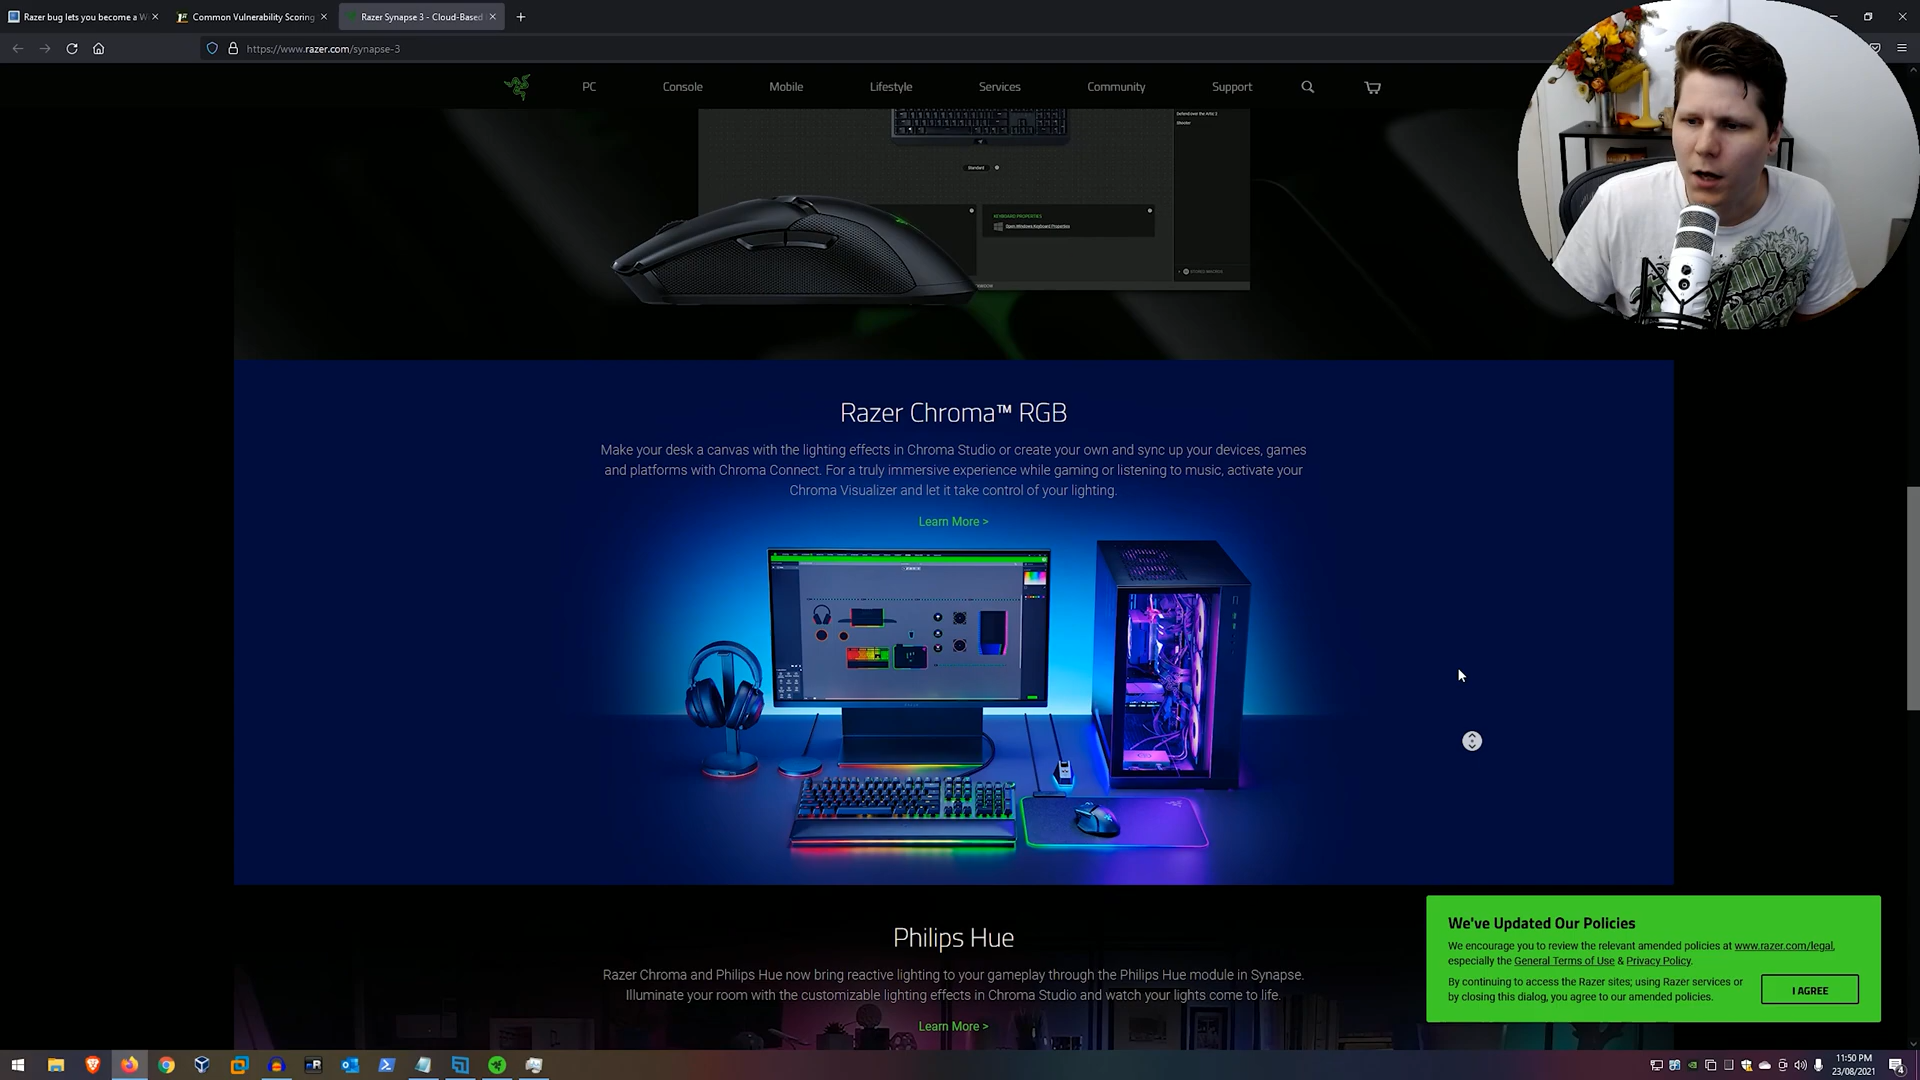 Razer bug lets you become a W
Common Vulnerability Scoring
Razer Synapse 3 - Cloud-Based
https://www.razer.com/synapse-3
PC
Console
Mobile
Lifestyle
Services
Community
Support
Standard
Shooter
KEYBOARD PROPERTIES
Open Windows Keyboard Properties
Razer Chroma™ RGB
Make your desk a canvas with the lighting effects in Chroma Studio or create your own and sync up your devices, games
and platforms with Chroma Connect. For a truly immersive experience while gaming or listening to music, activate your
Chroma Visualizer and let it take control of your lighting.
Learn More >
Philips Hue
Razer Chroma and Philips Hue now bring reactive lighting to your gameplay through the Philips Hue module in Synapse.
Illuminate your room with the customizable lighting effects in Chroma Studio and watch your lights come to life.
Learn More >
We've Updated Our Policies
We encourage you to review the relevant amended policies at www.razer.com/legal,
especially the General Terms of Use & Privacy Policy.
By continuing to access the Razer sites; using Razer services or
by closing this dialog, you agree to our amended policies.
I AGREE
11:50 PM
23/08/2021